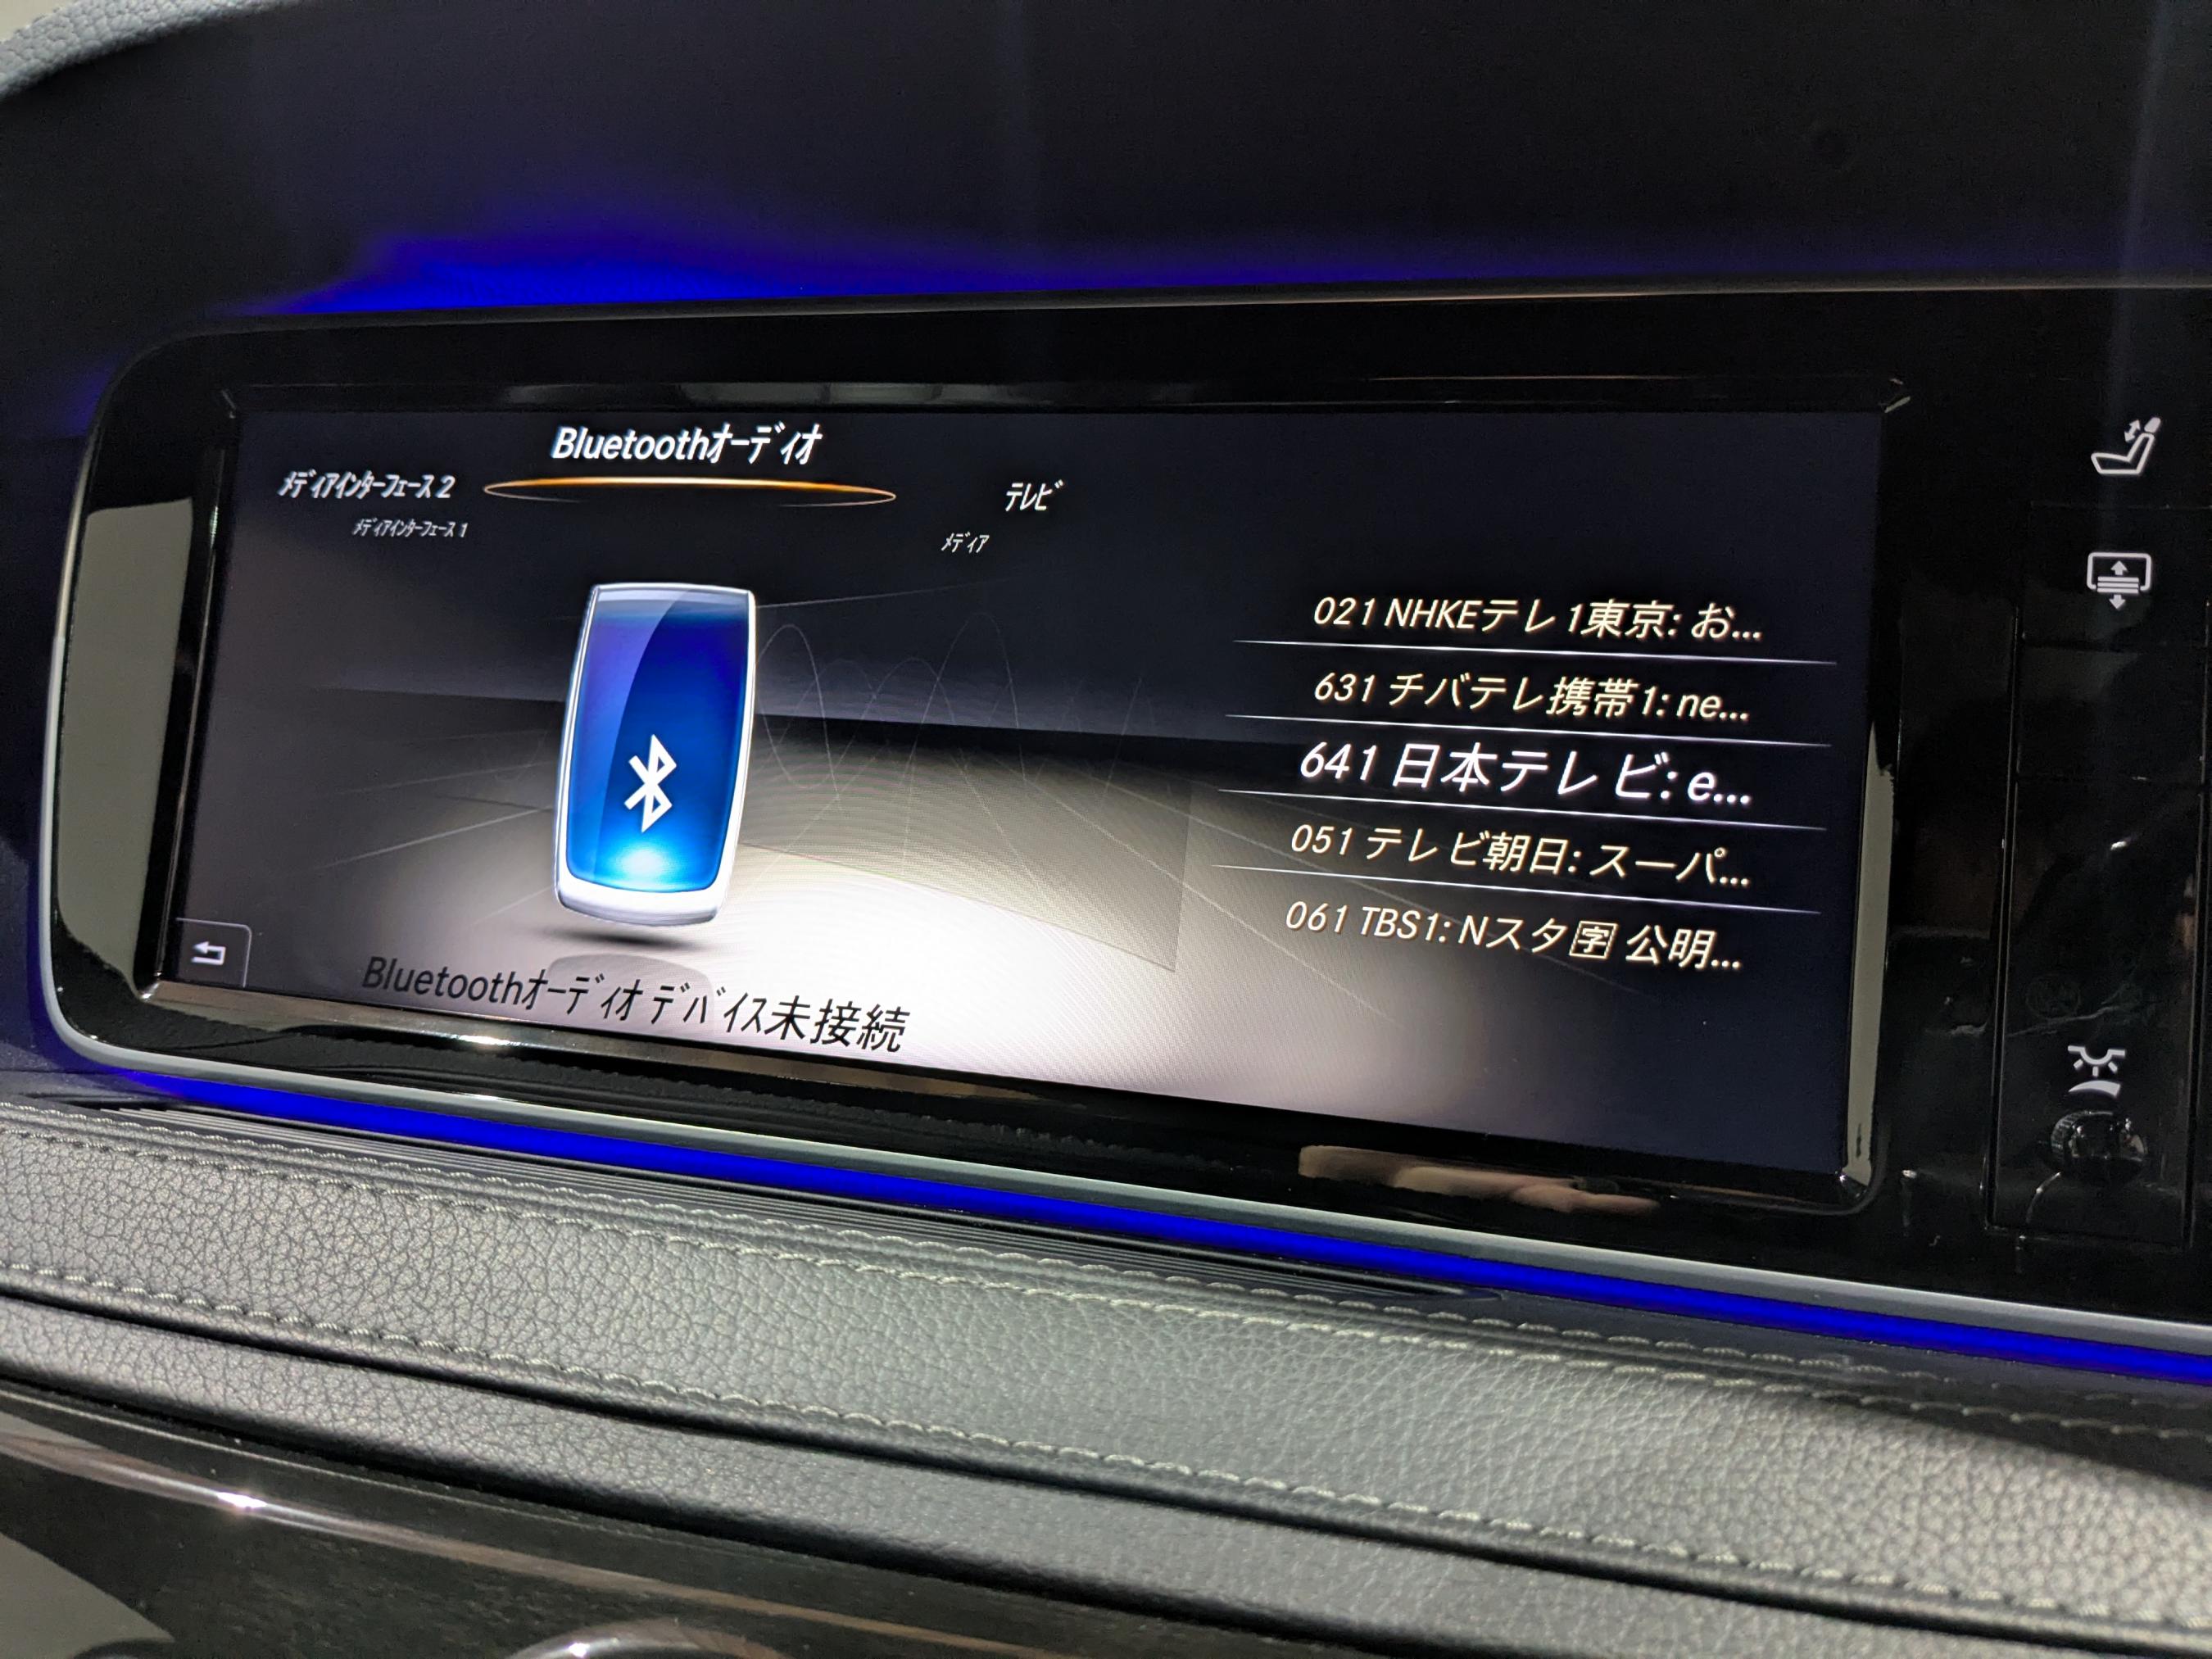 Bluetoothオーディオ
メディアインターフェース 2
テレビ
メディアインターフェース 1
メディア
021 NHKEテレ1東京: お...
631 チバテレ携帯1: ne...
641 日本テレビ: e...
051 テレビ朝日: スーパ...
061 TBS1: Nスタ🈑 公明...
Bluetoothオーディオ デバイス未接続